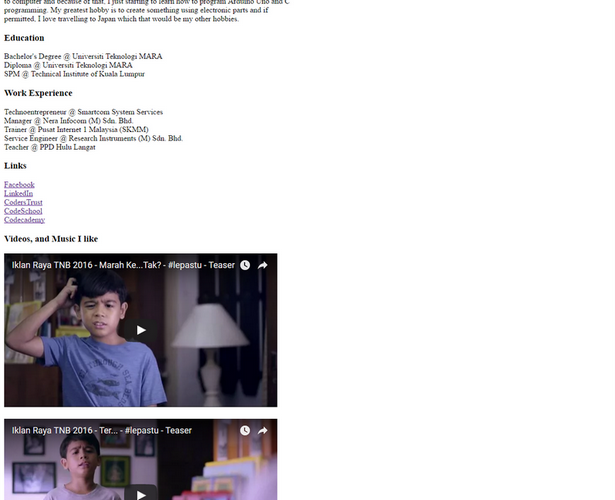 to computer and because of that, I just starting to learn how to program Arduino Uno and C
programming. My greatest hobby is to create something using electronic parts and if
permitted, I love travelling to Japan which that would be my other hobbies.
Education
Bachelor's Degree @ Universiti Teknologi MARA
Diploma @ Universiti Teknologi MARA
SPM @ Technical Institute of Kuala Lumpur
Work Experience
Technoentrepreneur @ Smartcom System Services
Manager @ Nera Infocom (M) Sdn. Bhd.
Trainer @ Pusat Internet 1 Malaysia (SKMM)
Service Engineer @ Research Instruments (M) Sdn. Bhd.
Teacher @ PPD Hulu Langat
Links
Facebook
LinkedIn
CodersTrust
CodeSchool
Codecademy
Videos, and Music I like
Iklan Raya TNB 2016 - Marah Ke...Tak? - #lepastu - Teaser
Iklan Raya TNB 2016 - Ter... - #lepastu - Teaser